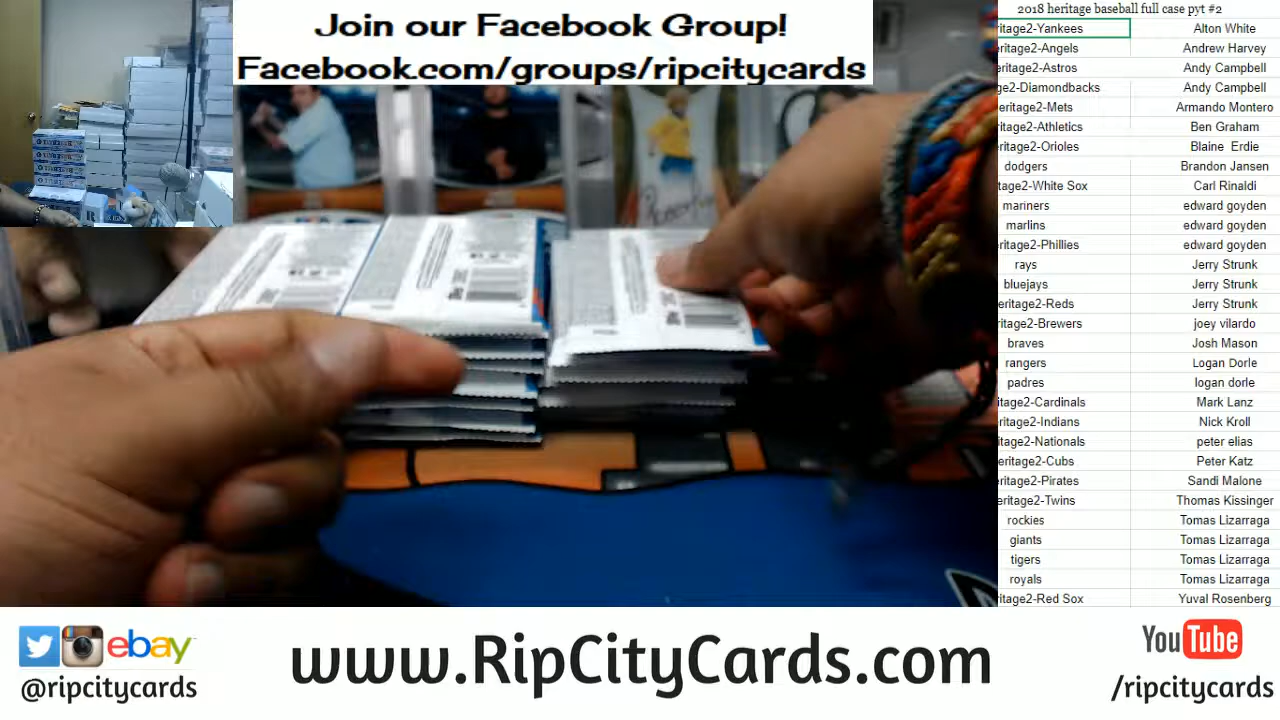 Join our Facebook Group!
Facebook.com/groups/ripcitycards
2018 heritage baseball full case pyt #2
ritage2-Yankees Alton White
eritage2-Angels Andrew Harvey
eritage2-Astros Andy Campbell
ge2-Diamondbacks Andy Campbell
eritage2-Mets Armando Montero
eritage2-Athletics Ben Graham
eritage2-Orioles Blaine Erdie
dodgers Brandon Jansen
itage2-White Sox Carl Rinaldi
mariners edward goyden
marlins edward goyden
eritage2-Phillies edward goyden
rays Jerry Strunk
bluejays Jerry Strunk
eritage2-Reds Jerry Strunk
ritage2-Brewers joey vilardo
braves Josh Mason
rangers Logan Dorle
padres logan dorle
itage2-Cardinals Mark Lanz
itage2-Indians Nick Kroll
itage2-Nationals peter elias
eritage2-Cubs Peter Katz
itage2-Pirates Sandi Malone
eritage2-Twins Thomas Kissinger
rockies Tomas Lizarraga
giants Tomas Lizarraga
tigers Tomas Lizarraga
royals Tomas Lizarraga
itage2-Red Sox Yuval Rosenberg
ebay
@ripcitycards
www.RipCityCards.com
YouTube
/ripcitycards